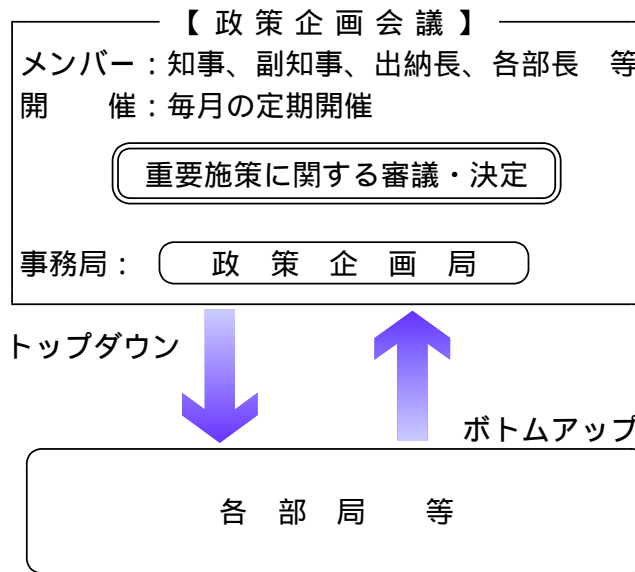 【政策企画会議】
メンバー：知事、副知事、出納長、各部長　等
開　　催：毎月の定期開催
重要施策に関する審議・決定
事務局：　政　策　企　画　局
トップダウン
ボトムアップ
各　部　局　　等